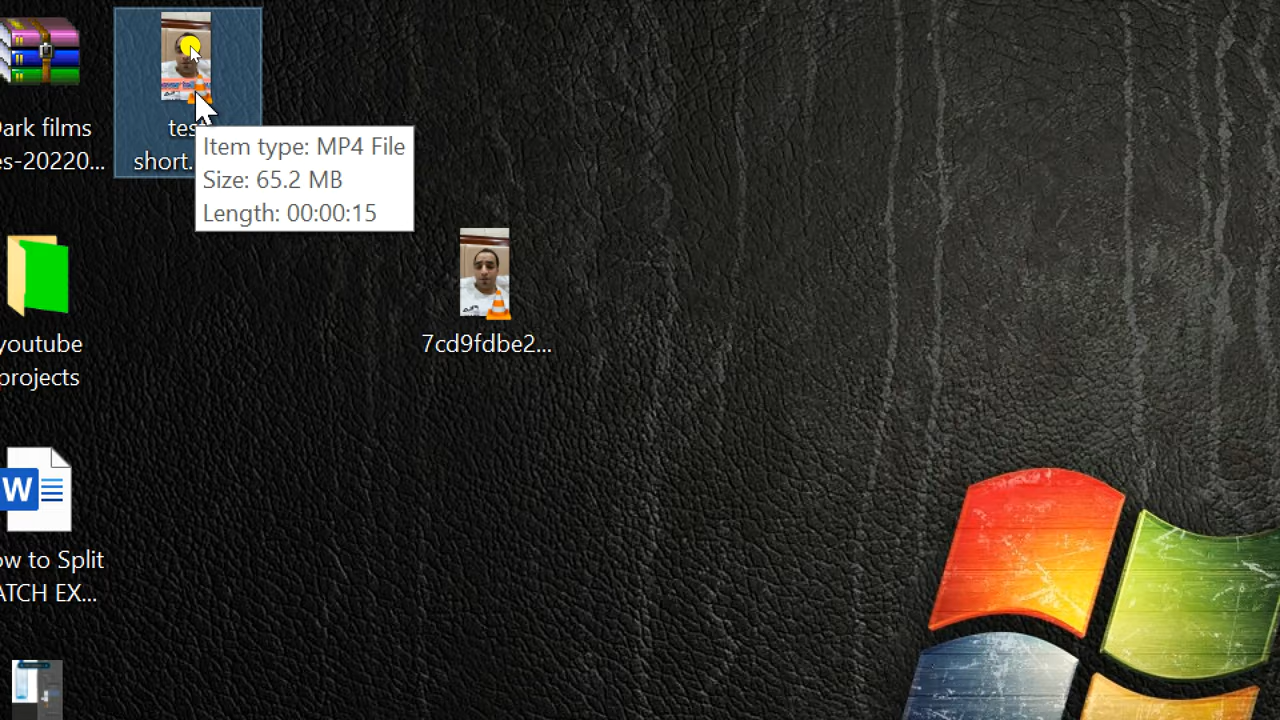 ark films
es-20220...
tes
short.
Item type: MP4 File
Size: 65.2 MB
Length: 00:00:15
7cd9fdbe2...
youtube
projects
W
ow to Split
ATCH EX...